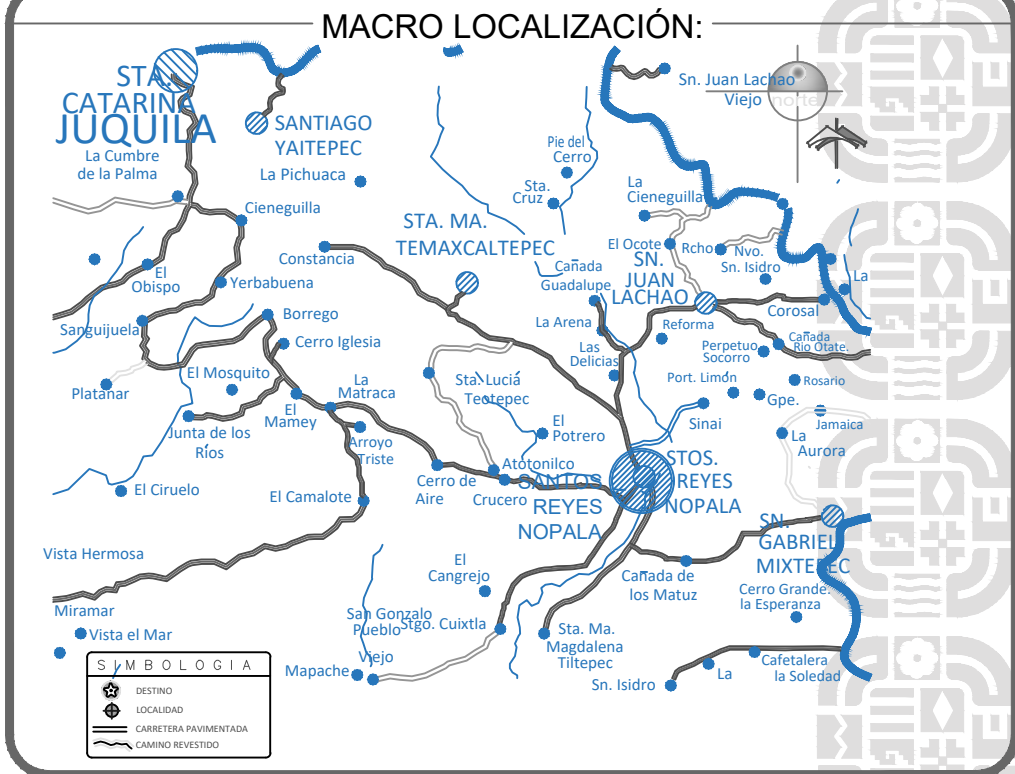 MACRO LOCALIZACIÓN:
STA.
CATARINA
JUQUILA
SANTIAGO
YAITEPEC
La Cumbre
de la Palma
La Pichuaca
Cieneguilla
Constancia
STA. MA.
TEMAXCALTEPEC
Pie del
Cerro
Sta.
Cruz
La
Cieneguilla
Sn. Juan Lachao
Viejo
norte
El Ocote
Rcho
Nvo.
Sn. Isidro
SN.
JUAN
LACHAO
Cañada
Guadalupe
La
Corosal
El
Obispo
Yerbabuena
Sanguijuela
Borrego
Cerro Iglesia
La Arena
Las
Delicias
Reforma
Perpetuo
Socorro
Cañada
Rio Otate.
Platanar
El Mosquito
La
Matraca
Sta. Luciá
Teotepec
Port. Limón
Rosario
Gpe.
Jamaica
El
Mamey
Junta de los
Ríos
Arroyo
Triste
El
Potrero
Sinai
La
Aurora
El Ciruelo
El Camalote
Cerro de
Aire
Atotonilco
Crucero
SANTOS
REYES
NOPALA
STOS.
REYES
NOPALA
SN.
GABRIEL
MIXTEPEC
Vista Hermosa
El
Cangrejo
Cañada de
los Matuz
Cerro Grande.
la Esperanza
Miramar
Vista el Mar
San Gonzalo
Pueblo
Viejo
Stgo. Cuixtla
Sta. Ma.
Magdalena
Tiltepec
Mapache
Sn. Isidro
La
Cafetalera
la Soledad
SIMBOLOGIA
DESTINO
LOCALIDAD
CARRETERA PAVIMENTADA
CAMINO REVESTIDO